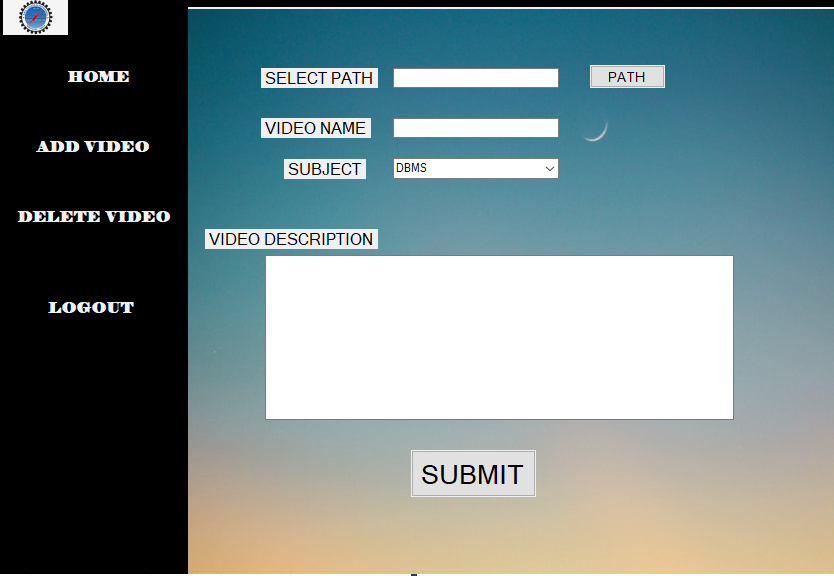 HOME
ADD VIDEO
DELETE VIDEO
LOGOUT
SELECT PATH
PATH
VIDEO NAME
SUBJECT
DBMS
VIDEO DESCRIPTION
SUBMIT